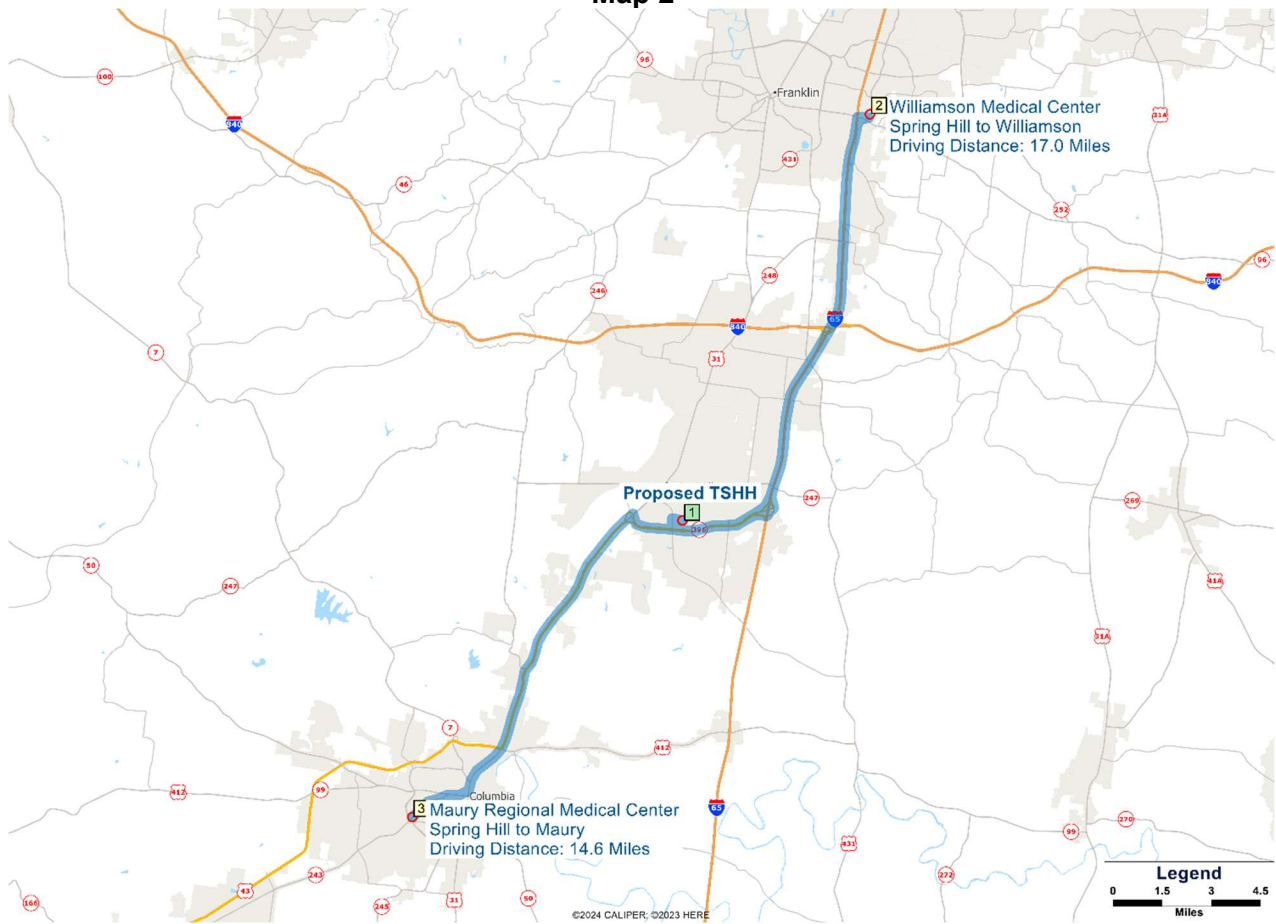 Map 2
96
100
Franklin
2
Williamson Medical Center
Spring Hill to Williamson
Driving Distance: 17.0 Miles
31A
840
431
46
252
96
248
840
246
65
840
7
31
Proposed TSHH
1
247
396
269
50
247
41A
31A
7
412
99
412
Columbia
3
Maury Regional Medical Center
Spring Hill to Maury
Driving Distance: 14.6 Miles
65
270
99
431
243
272
43
166
245
31
50
Legend
0 1.5 3 4.5
Miles
©2024 CALIPER; ©2023 HERE